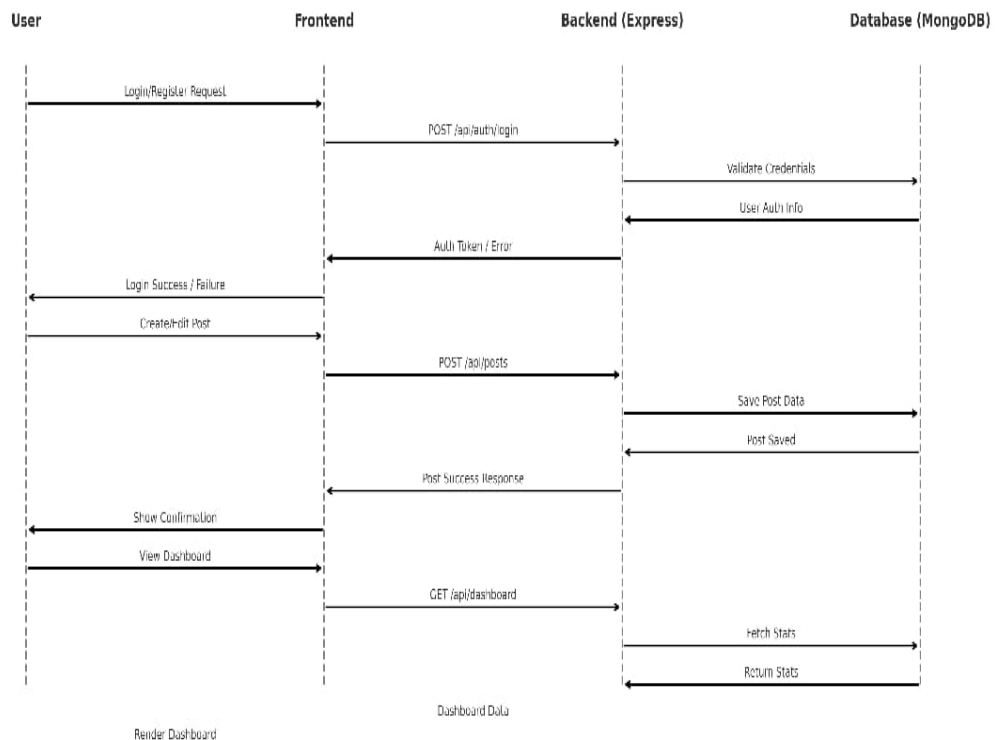 User Frontend Backend (Express) Database (MongoDB)
Login/Register Request
POST /api/auth/login
Validate Credentials
User Auth Info
Auth Token / Error
Login Success / Failure
Create/Edit Post
POST /api/posts
Save Post Data
Post Saved
Post Success Response
Show Confirmation
View Dashboard
GET /api/dashboard
Fetch Stats
Return Stats
Dashboard Data
Render Dashboard